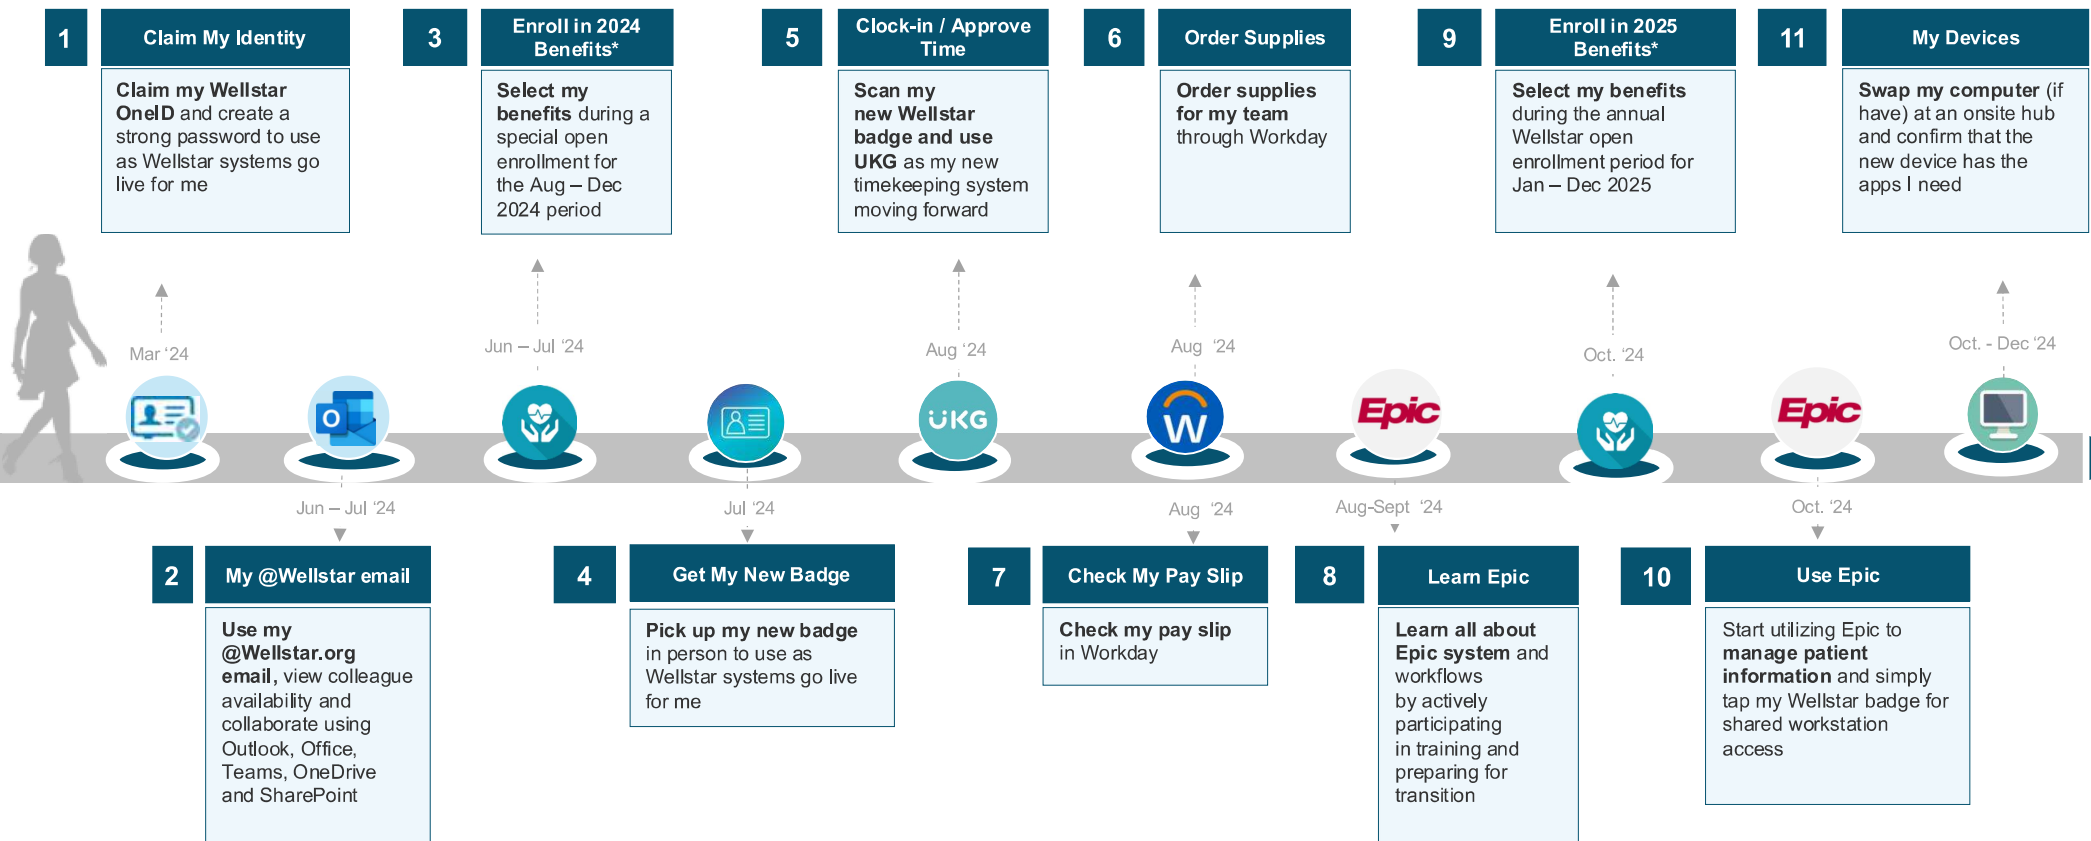 1
Claim My Identity
Claim my Wellstar
OneID and create a
strong password to use
as Wellstar systems go
live for me
3
Enroll in 2024
Benefits*
Select my
benefits during a
special open
enrollment for
the Aug – Dec
2024 period
5
Clock-in / Approve
Time
Scan my
new Wellstar
badge and use
UKG as my new
timekeeping system
moving forward
6
Order Supplies
Order supplies
for my team
through Workday
9
Enroll in 2025
Benefits*
Select my benefits
during the annual
Wellstar open
enrollment period for
Jan – Dec 2025
11
My Devices
Swap my computer (if
have) at an onsite hub
and confirm that the
new device has the
apps I need
Mar ‘24
Jun – Jul ‘24
Aug ‘24
Aug ‘24
Oct. ‘24
Oct. - Dec ‘24
O
UKG
W
Epic
Epic
Jun – Jul ‘24
Jul ‘24
Aug ‘24
Aug-Sept ‘24
Oct. ‘24
2
My @Wellstar email
Use my
@Wellstar.org
email, view colleague
availability and
collaborate using
Outlook, Office,
Teams, OneDrive
and SharePoint
4
Get My New Badge
Pick up my new badge
in person to use as
Wellstar systems go live
for me
7
Check My Pay Slip
Check my pay slip
in Workday
8
Learn Epic
Learn all about
Epic system and
workflows
by actively
participating
in training and
preparing for
transition
10
Use Epic
Start utilizing Epic to
manage patient
information and simply
tap my Wellstar badge for
shared workstation
access